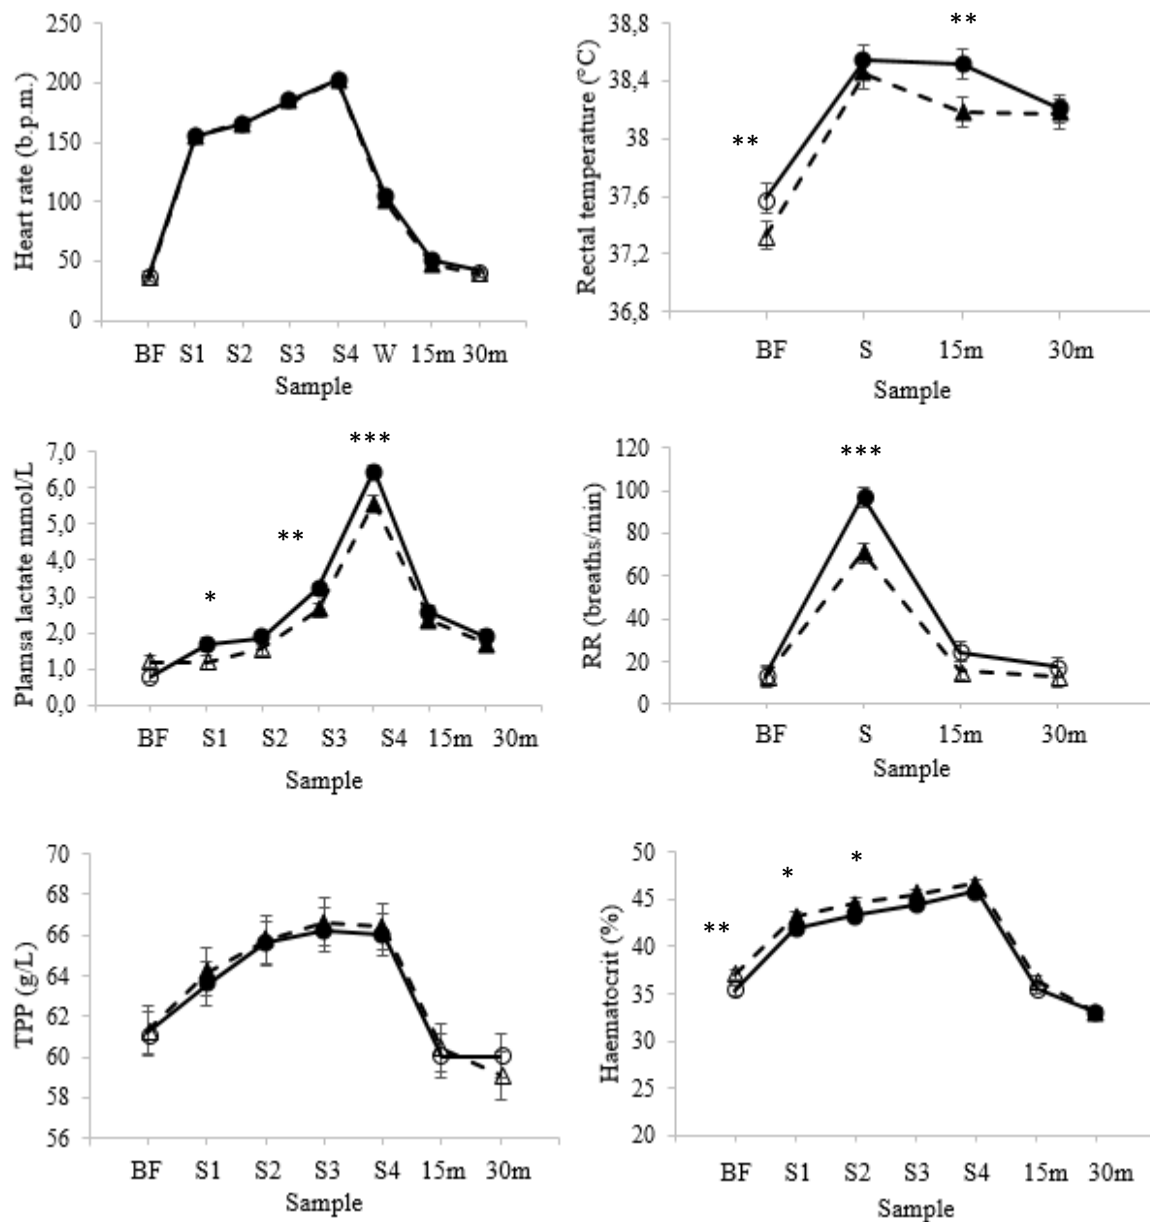 Heart rate (b.p.m.)
250
200
150
100
50
0
BF S1 S2 S3 S4 W 15m 30m
Sample
Rectal temperature (°C)
38,8
38,4
38
37,6
37,2
36,8
**
**
BF S 15m 30m
Sample
Plamsa lactate mmol/L
7,0
6,0
5,0
4,0
3,0
2,0
1,0
0,0
*
**
***
BF S1 S2 S3 S4 15m 30m
Sample
RR (breaths/min)
120
100
80
60
40
20
0
***
BF S 15m 30m
Sample
TPP (g/L)
70
68
66
64
62
60
58
56
BF S1 S2 S3 S4 15m 30m
Sample
Haematocrit (%)
50
45
40
35
30
25
20
**
*
*
BF S1 S2 S3 S4 15m 30m
Sample